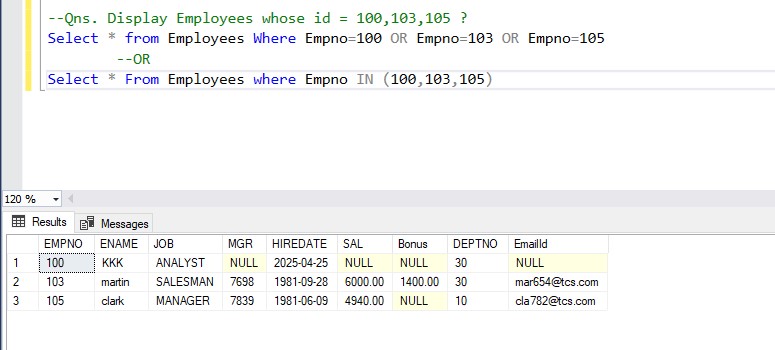 --Qns. Display Employees whose id = 100,103,105 ?
Select * from Employees Where Empno=100 OR Empno=103 OR Empno=105
--OR
Select * From Employees where Empno IN (100,103,105)
120 %
Results Messages
EMPNO ENAME JOB MGR HIREDATE SAL Bonus DEPTNO EmailId
1 100 KKK ANALYST NULL 2025-04-25 NULL NULL 30 NULL
2 103 martin SALESMAN 7698 1981-09-28 6000.00 1400.00 30 mar654@tcs.com
3 105 clark MANAGER 7839 1981-06-09 4940.00 NULL 10 cla782@tcs.com